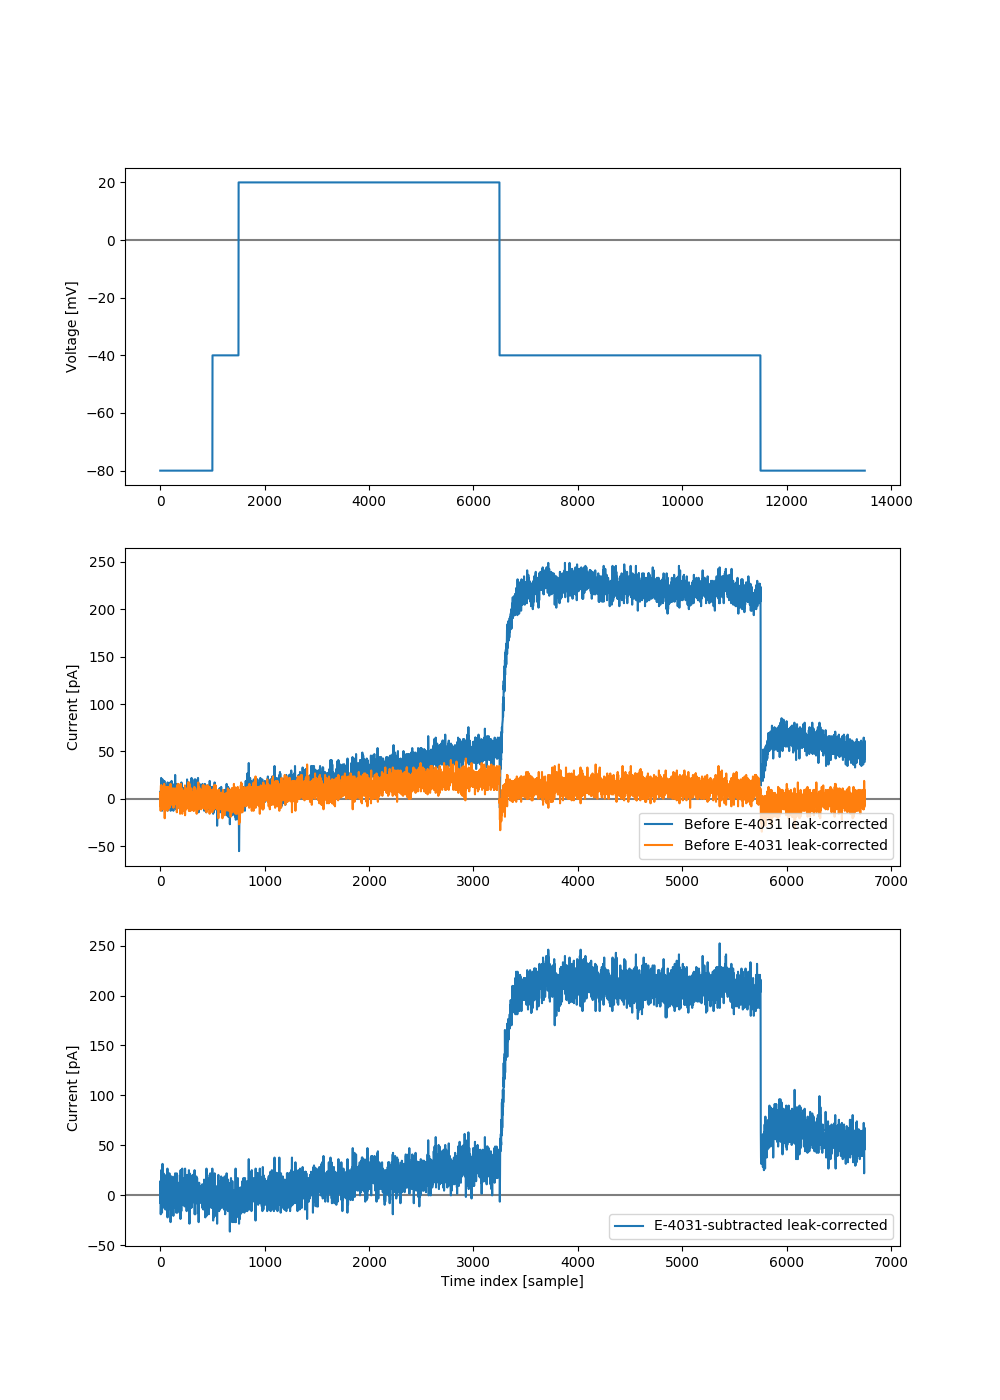 20
0
−20
−40
−60
−80
Voltage [mV]
0 2000 4000 6000 8000 10000 12000 14000
250
200
150
100
50
0
−50
Current [pA]
Before E-4031 leak-corrected
Before E-4031 leak-corrected
0 1000 2000 3000 4000 5000 6000 7000
250
200
150
100
50
0
−50
Current [pA]
E-4031-subtracted leak-corrected
0 1000 2000 3000 4000 5000 6000 7000
Time index [sample]